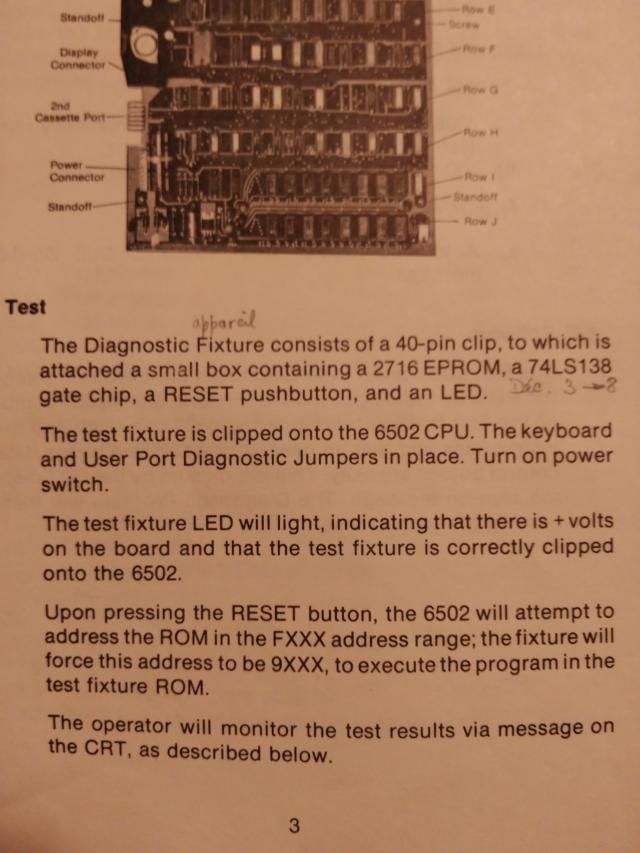 Standoff
Display
Connector
2nd
Cassette Port
Power
Connector
Standoff
Row E
Screw
Row F
Row G
Row H
Row I
Standoff
Row J
Test
appareil
The Diagnostic Fixture consists of a 40-pin clip, to which is
attached a small box containing a 2716 EPROM, a 74LS138
gate chip, a RESET pushbutton, and an LED. Déc. 3 → 8
The test fixture is clipped onto the 6502 CPU. The keyboard
and User Port Diagnostic Jumpers in place. Turn on power
switch.
The test fixture LED will light, indicating that there is + volts
on the board and that the test fixture is correctly clipped
onto the 6502.
Upon pressing the RESET button, the 6502 will attempt to
address the ROM in the FXXX address range; the fixture will
force this address to be 9XXX, to execute the program in the
test fixture ROM.
The operator will monitor the test results via message on
the CRT, as described below.
3